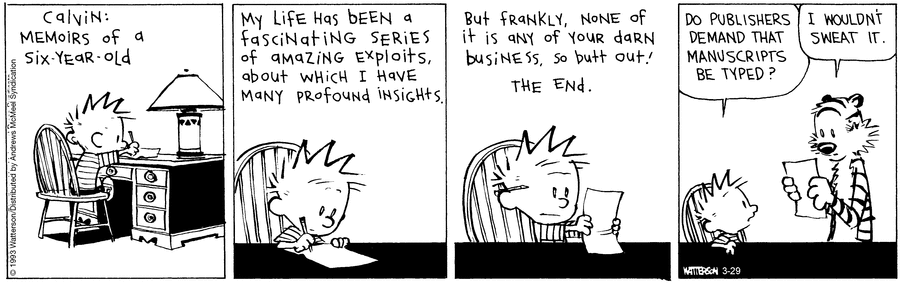 Calvin:
MEMOIRS of a
SIX-YEAR-OLD
© 1993 Watterson/Distributed by Andrews McMeel Syndication
My LIFE HAS BEEN a
fascinating SERIES
of amazing Exploits,
about which I HAVE
MANY Profound INSIGHTS.
But frankly, NONE of
it is any of YOUR DARN
business, so butt out!
THE END.
DO PUBLISHERS
DEMAND THAT
MANUSCRIPTS
BE TYPED?
I WOULDN'T
SWEAT IT.
WATTERSON 3-29